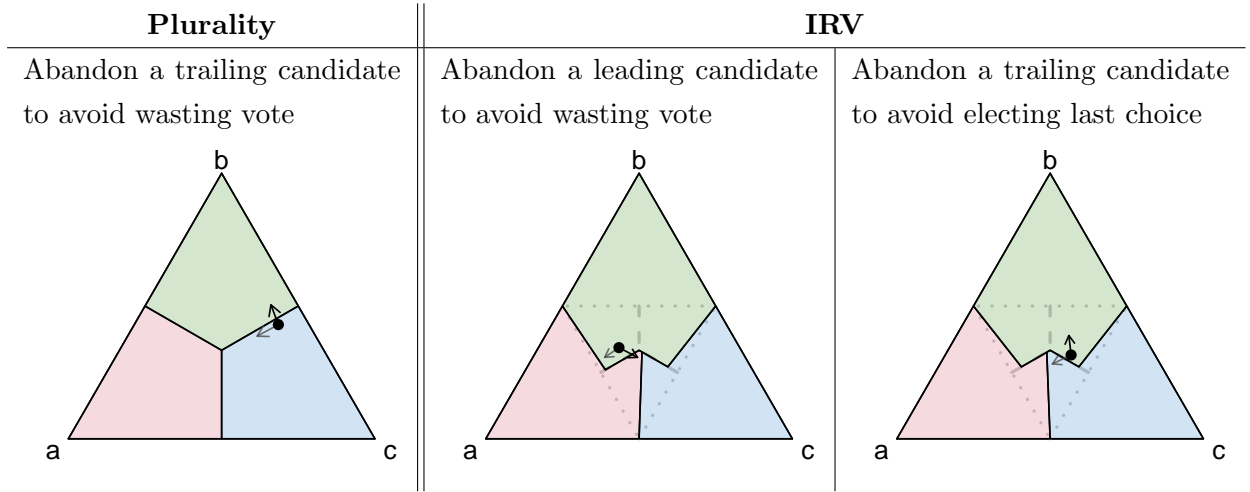 Plurality
IRV
Abandon a trailing candidate
to avoid wasting vote
Abandon a leading candidate
to avoid wasting vote
Abandon a trailing candidate
to avoid electing last choice
b
a
c
b
a
c
b
a
c